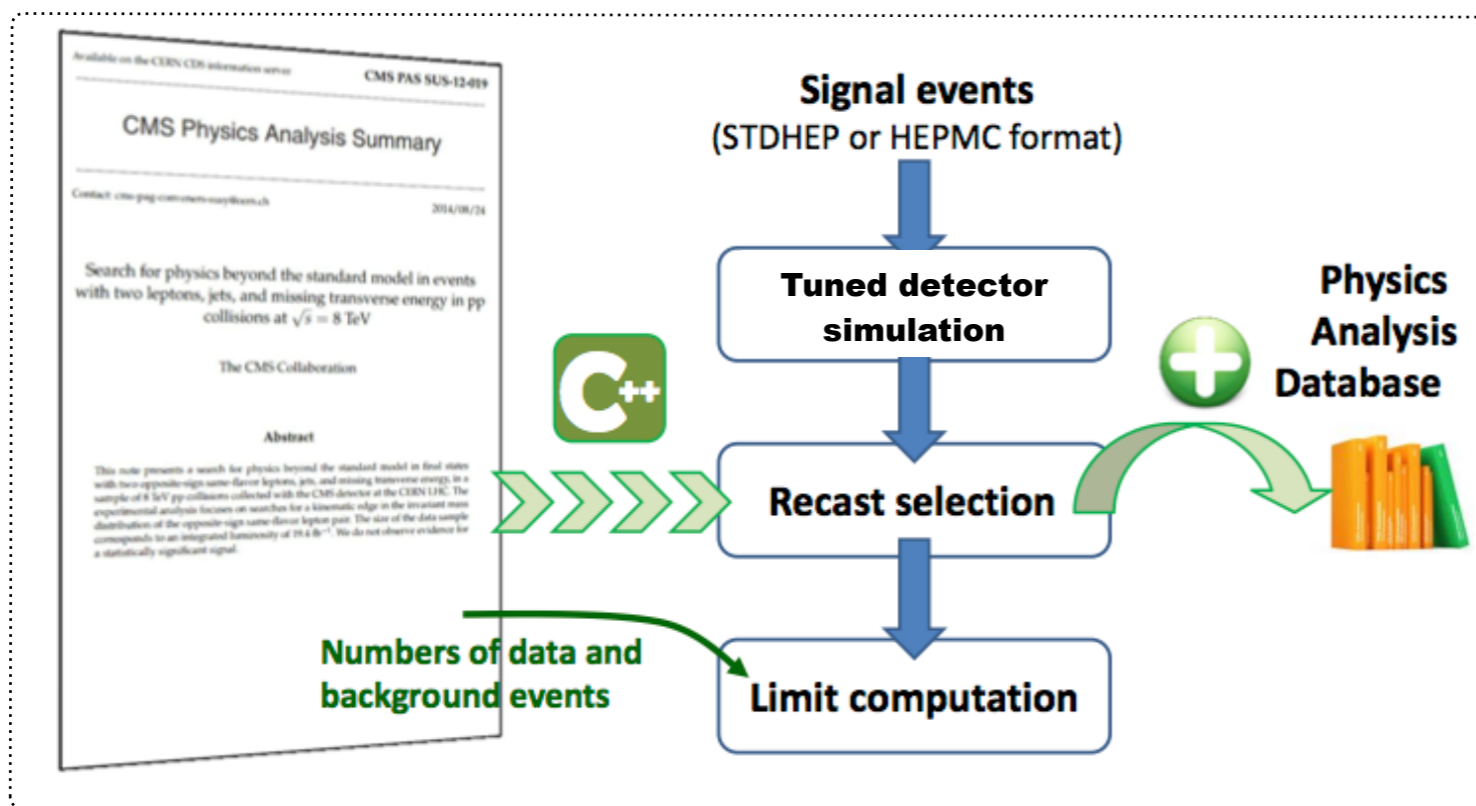 Available on the CERN CDS information server
CMS PAS SUS-12-019
CMS Physics Analysis Summary
Contact: cms-pag-conveners-susy@cern.ch
2014/08/24
Search for physics beyond the standard model in events
with two leptons, jets, and missing transverse energy in pp
collisions at √s = 8 TeV
The CMS Collaboration
Abstract
This note presents a search for physics beyond the standard model in final states
with two opposite-sign same-flavor leptons, jets, and missing transverse energy, in a
sample of 8 TeV pp collisions collected with the CMS detector at the CERN LHC. The
experimental analysis focuses on searches for a kinematic edge in the invariant mass
distribution of the opposite-sign same-flavor lepton pair. The size of the data sample
corresponds to an integrated luminosity of 19.4 fb⁻¹. We do not observe evidence for
a statistically significant signal.
C++
Numbers of data and
background events
Signal events
(STDHEP or HEPMC format)
Tuned detector
simulation
Recast selection
Limit computation
Physics
Analysis
Database